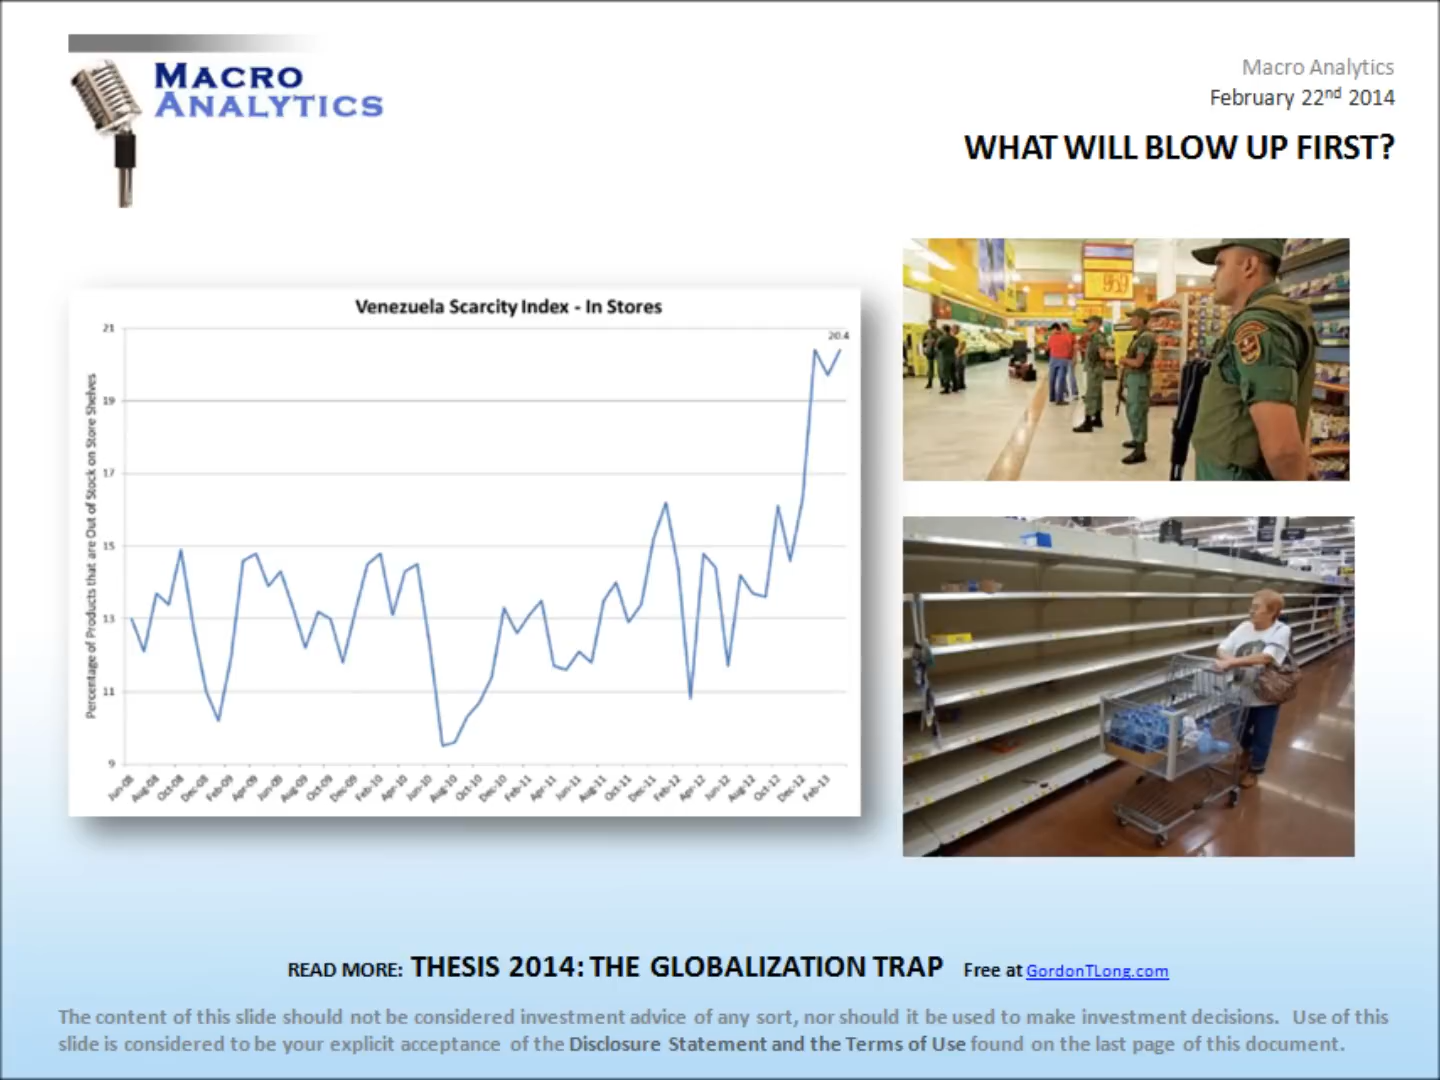 MACRO
ANALYTICS
Macro Analytics
February 22nd 2014
WHAT WILL BLOW UP FIRST?
Venezuela Scarcity Index - In Stores
Percentage of Products that are Out of Stock on Store Shelves
21
19
17
15
13
11
9
20.4
Jun-08
Aug-08
Oct-08
Dec-08
Feb-09
Apr-09
Jun-09
Aug-09
Oct-09
Dec-09
Feb-10
Apr-10
Jun-10
Aug-10
Oct-10
Dec-10
Feb-11
Apr-11
Jun-11
Aug-11
Oct-11
Dec-11
Feb-12
Apr-12
Jun-12
Aug-12
Oct-12
Dec-12
Feb-13
969
READ MORE: THESIS 2014: THE GLOBALIZATION TRAP Free at GordonTLong.com
The content of this slide should not be considered investment advice of any sort, nor should it be used to make investment decisions. Use of this
slide is considered to be your explicit acceptance of the Disclosure Statement and the Terms of Use found on the last page of this document.